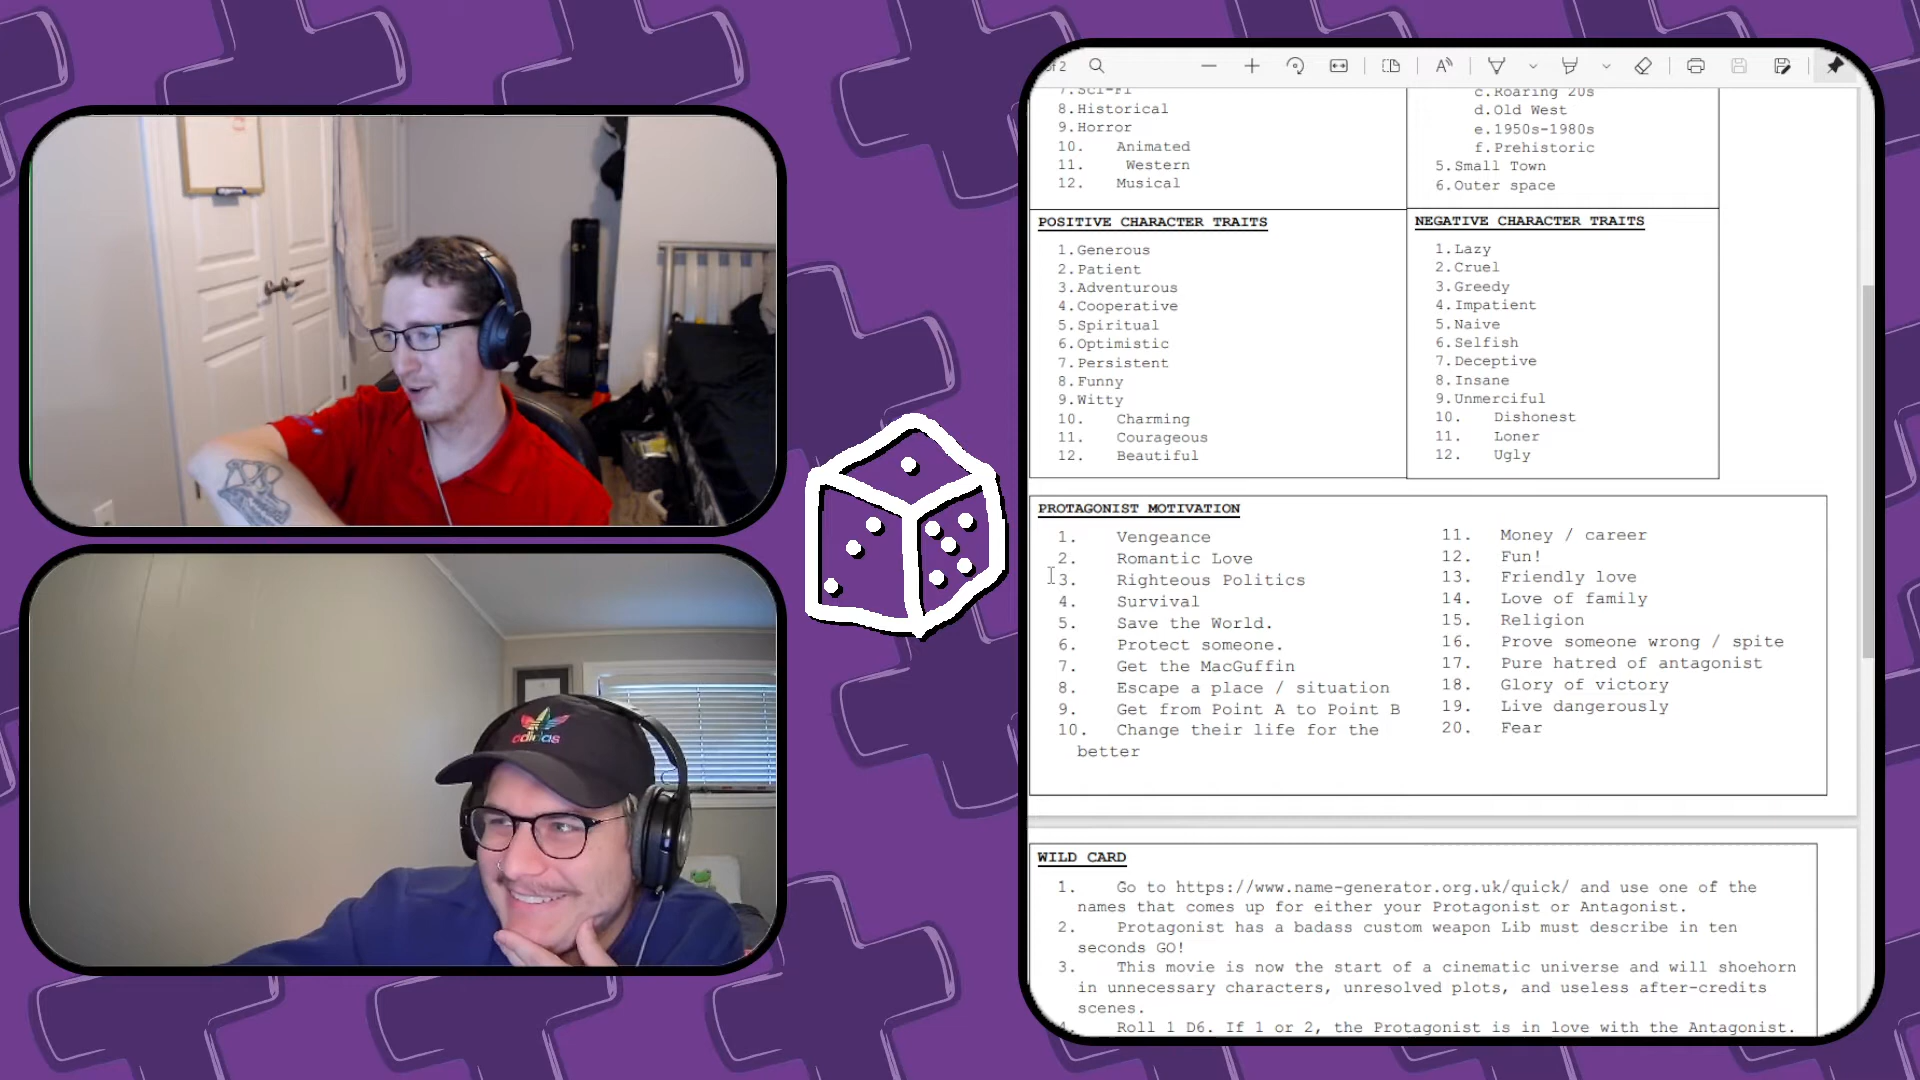 of 2
7.Sci-Fi
8.Historical
9.Horror
10. Animated
11. Western
12. Musical
c.Roaring 20s
d.Old West
e.1950s-1980s
f.Prehistoric
5.Small Town
6.Outer space
POSITIVE CHARACTER TRAITS
1.Generous
2.Patient
3.Adventurous
4.Cooperative
5.Spiritual
6.Optimistic
7.Persistent
8.Funny
9.Witty
10. Charming
11. Courageous
12. Beautiful
NEGATIVE CHARACTER TRAITS
1.Lazy
2.Cruel
3.Greedy
4.Impatient
5.Naive
6.Selfish
7.Deceptive
8.Insane
9.Unmerciful
10. Dishonest
11. Loner
12. Ugly
PROTAGONIST MOTIVATION
1. Vengeance
2. Romantic Love
3. Righteous Politics
4. Survival
5. Save the World.
6. Protect someone.
7. Get the MacGuffin
8. Escape a place / situation
9. Get from Point A to Point B
10. Change their life for the
better
11. Money / career
12. Fun!
13. Friendly love
14. Love of family
15. Religion
16. Prove someone wrong / spite
17. Pure hatred of antagonist
18. Glory of victory
19. Live dangerously
20. Fear
WILD CARD
1. Go to https://www.name-generator.org.uk/quick/ and use one of the
names that comes up for either your Protagonist or Antagonist.
2. Protagonist has a badass custom weapon Lib must describe in ten
seconds GO!
3. This movie is now the start of a cinematic universe and will shoehorn
in unnecessary characters, unresolved plots, and useless after-credits
scenes.
4. Roll 1 D6. If 1 or 2, the Protagonist is in love with the Antagonist.
adidas